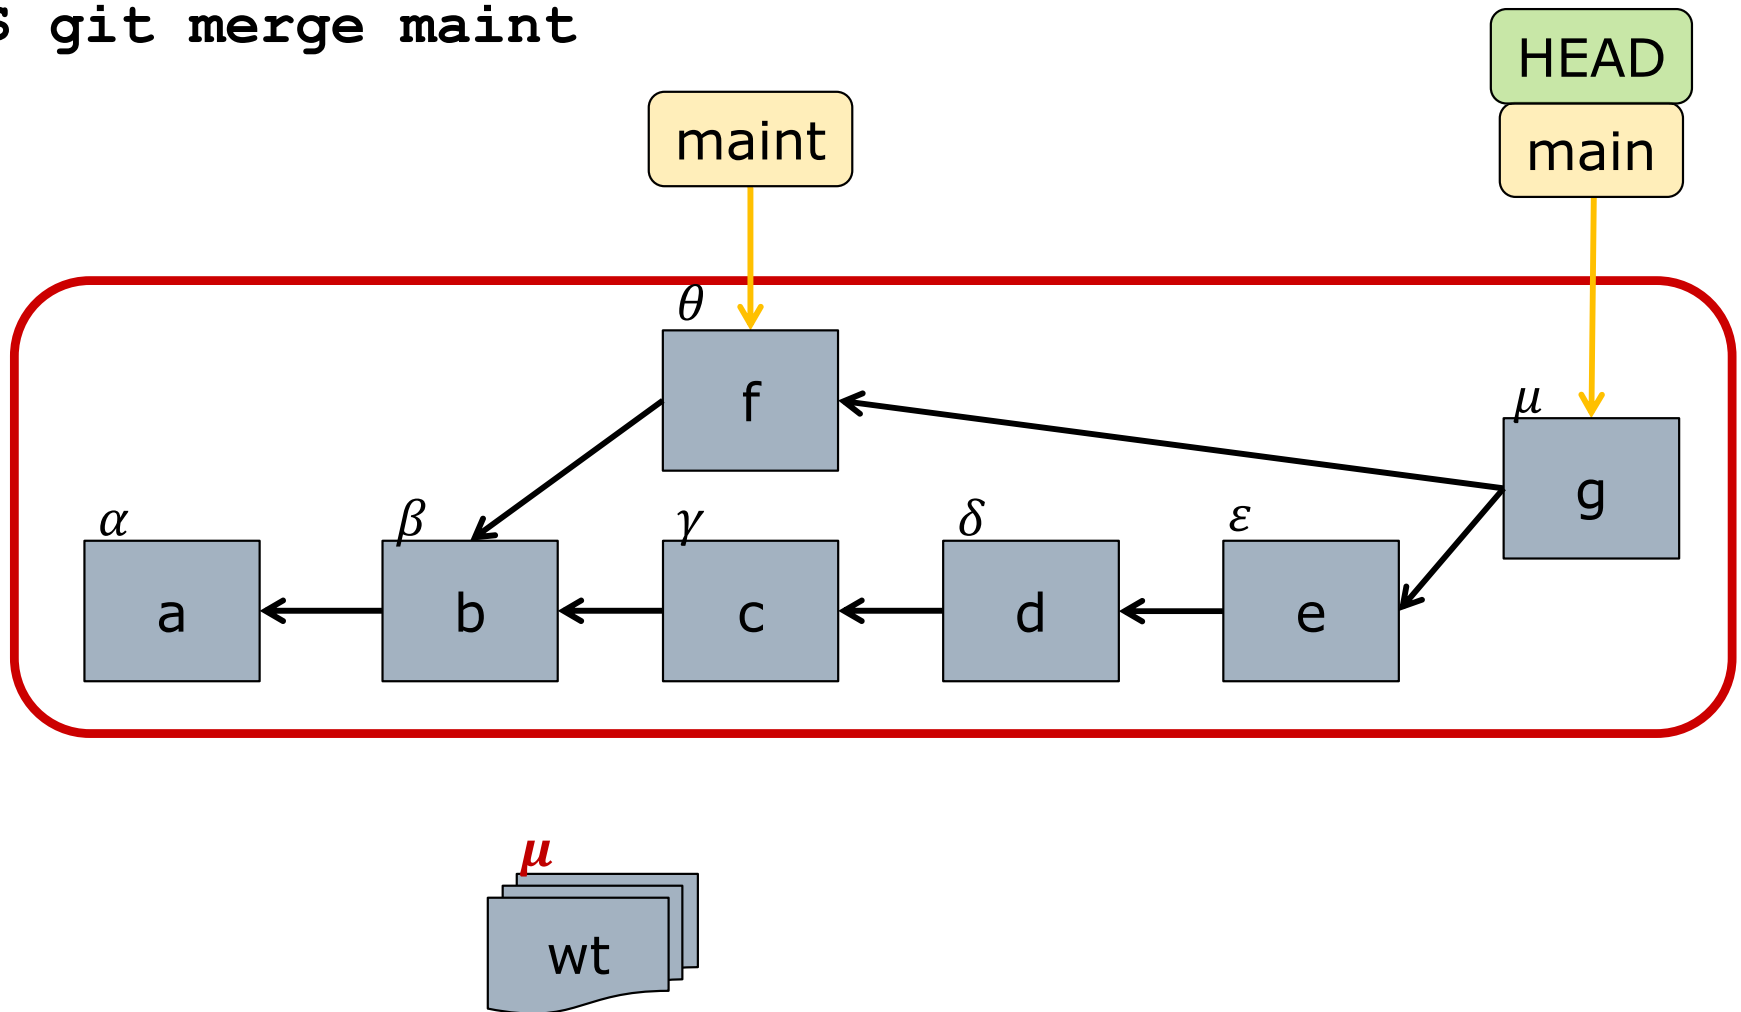 $ git merge maint
HEAD
maint
main
θ
f
μ
g
α
β
γ
δ
ε
a
b
c
d
e
μ
wt